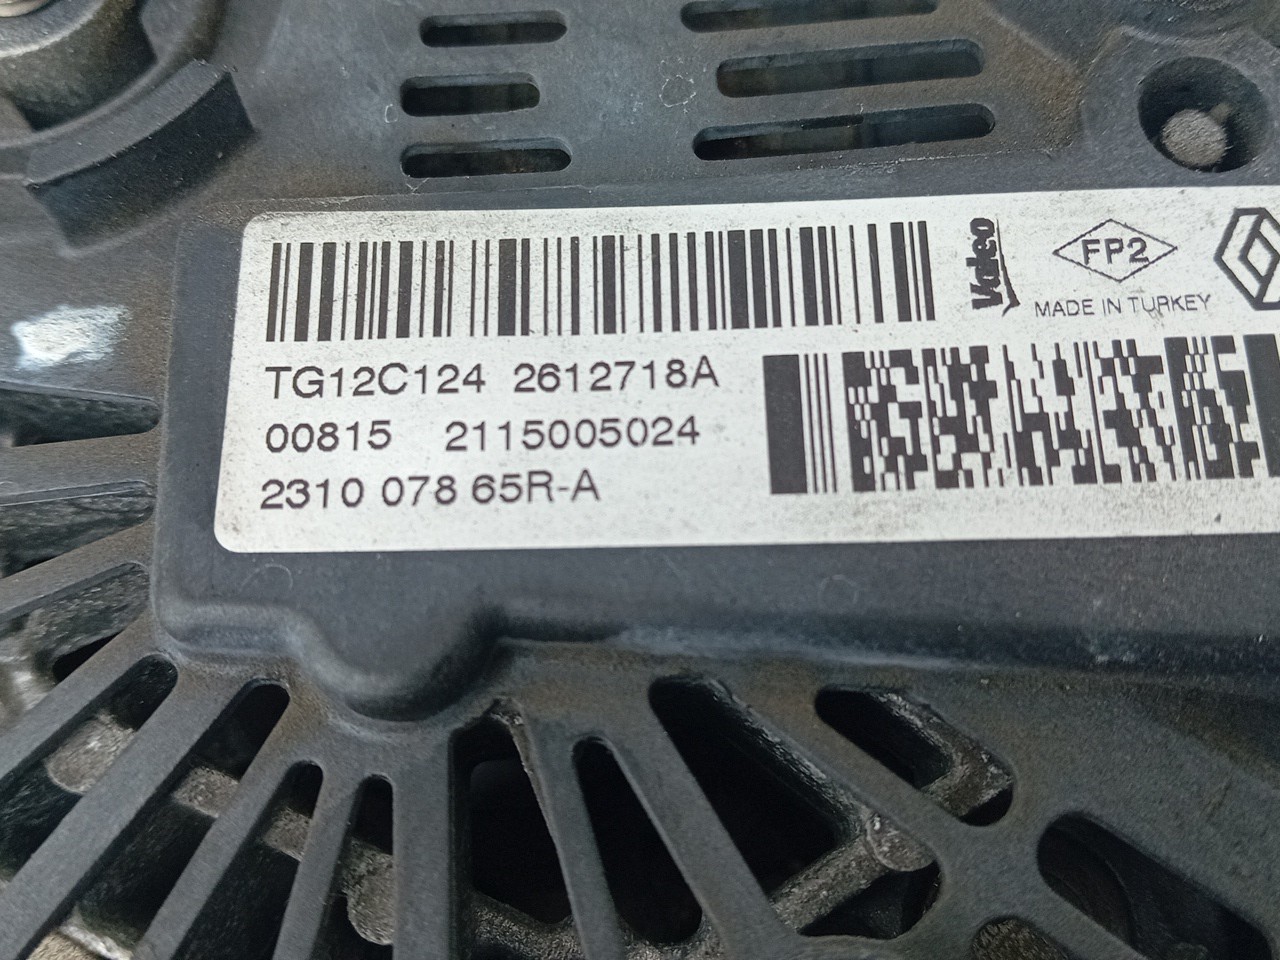 Valeo
FP2
MADE IN TURKEY
TG12C124 2612718A
00815 2115005024
2310 078 65R-A